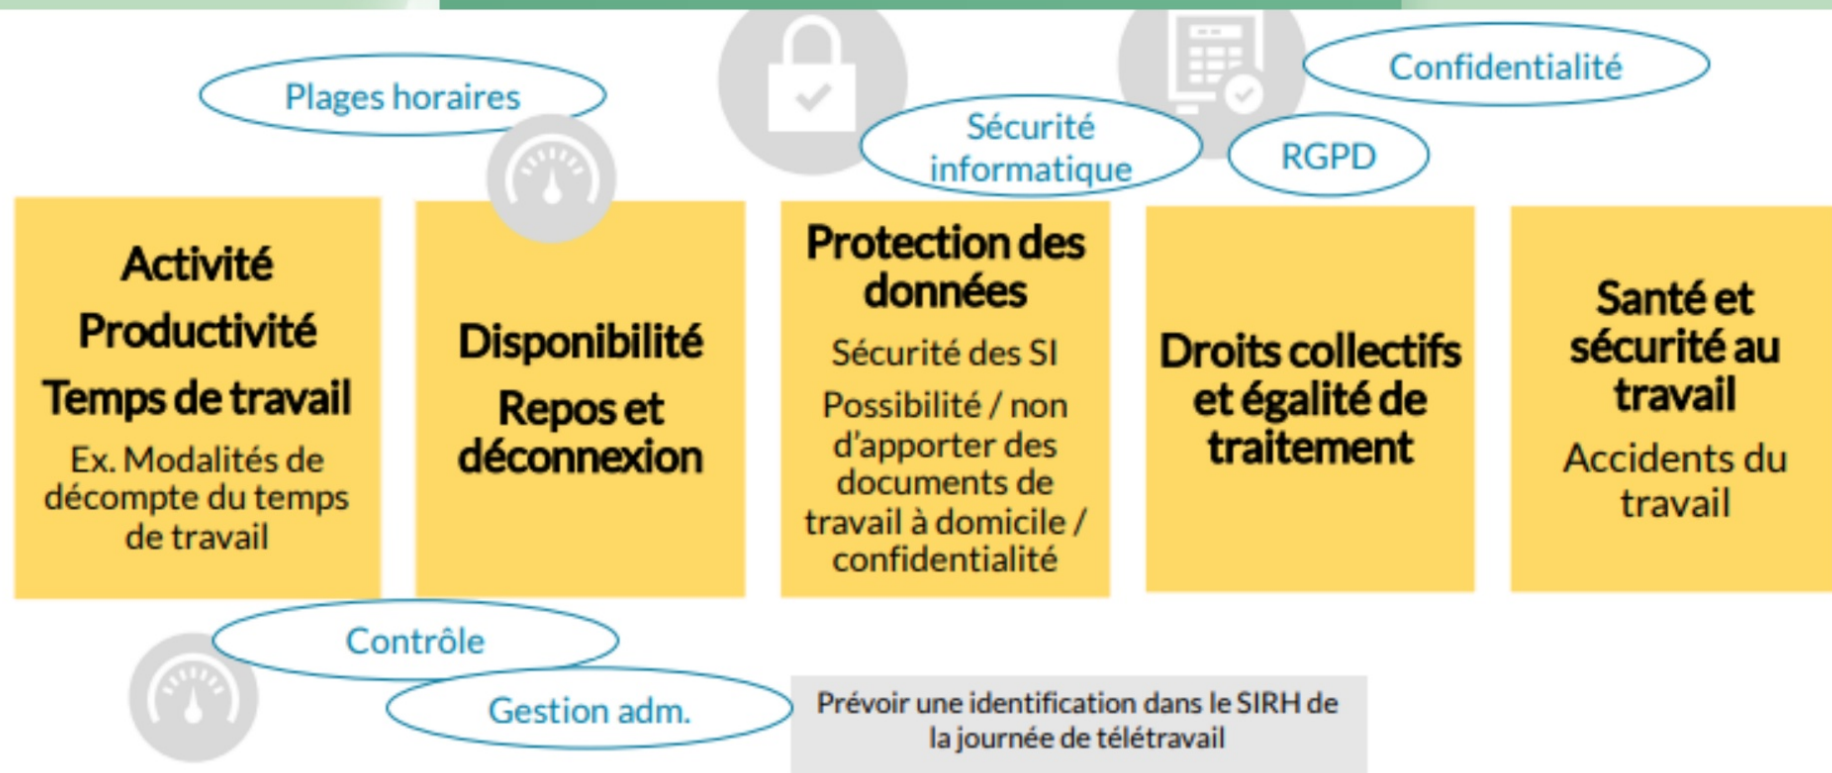 Plages horaires
Confidentialité
Sécurité
informatique
RGPD
Activité
Productivité
Temps de travail
Ex. Modalités de
décompte du temps
de travail
Disponibilité
Repos et
déconnexion
Protection des
données
Sécurité des SI
Possibilité / non
d'apporter des
documents de
travail à domicile /
confidentialité
Droits collectifs
et égalité de
traitement
Santé et
sécurité au
travail
Accidents du
travail
Contrôle
Gestion adm.
Prévoir une identification dans le SIRH de
la journée de télétravail